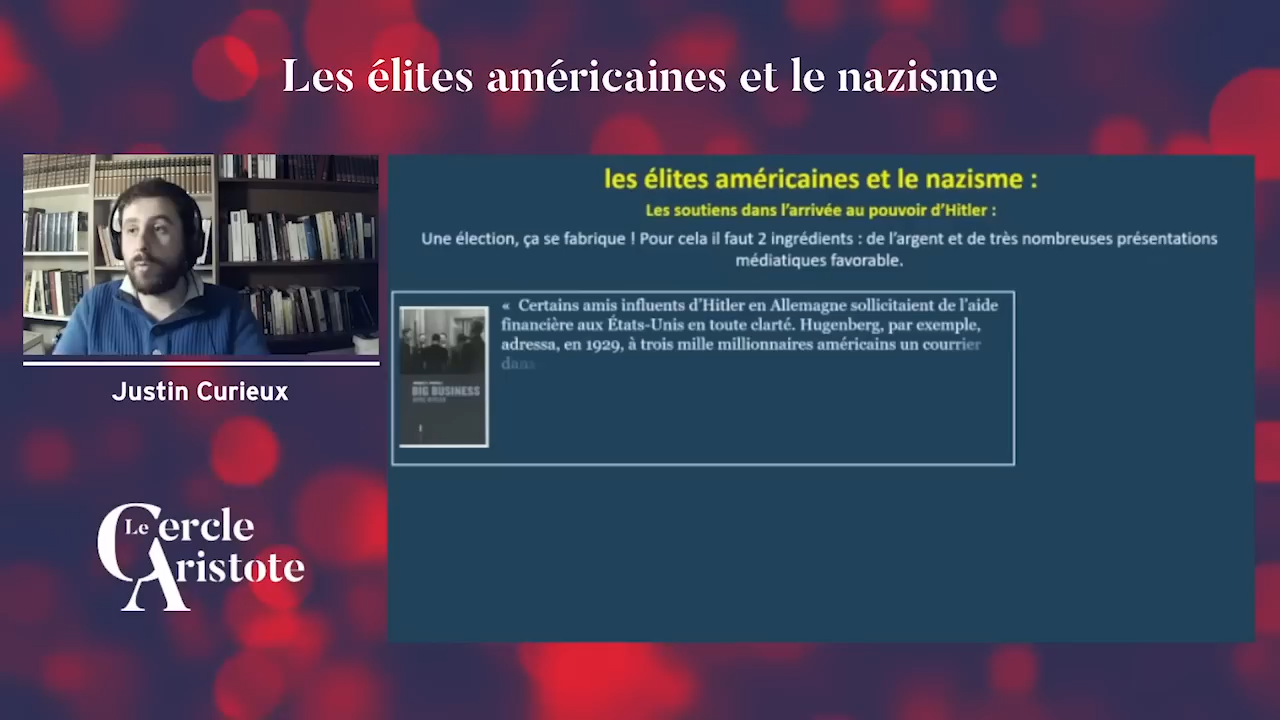 Les élites américaines et le nazisme
les élites américaines et le nazisme :
Les soutiens dans l'arrivée au pouvoir d'Hitler :
Une élection, ça se fabrique ! Pour cela il faut 2 ingrédients : de l'argent et de très nombreuses présentations
médiatiques favorable.
« Certains amis influents d'Hitler en Allemagne sollicitaient de l'aide
financière aux États-Unis en toute clarté. Hugenberg, par exemple,
adressa, en 1929, à trois mille millionnaires américains un courrier
dans
BIG BUSINESS
Justin Curieux
Le Cercle
Aristote